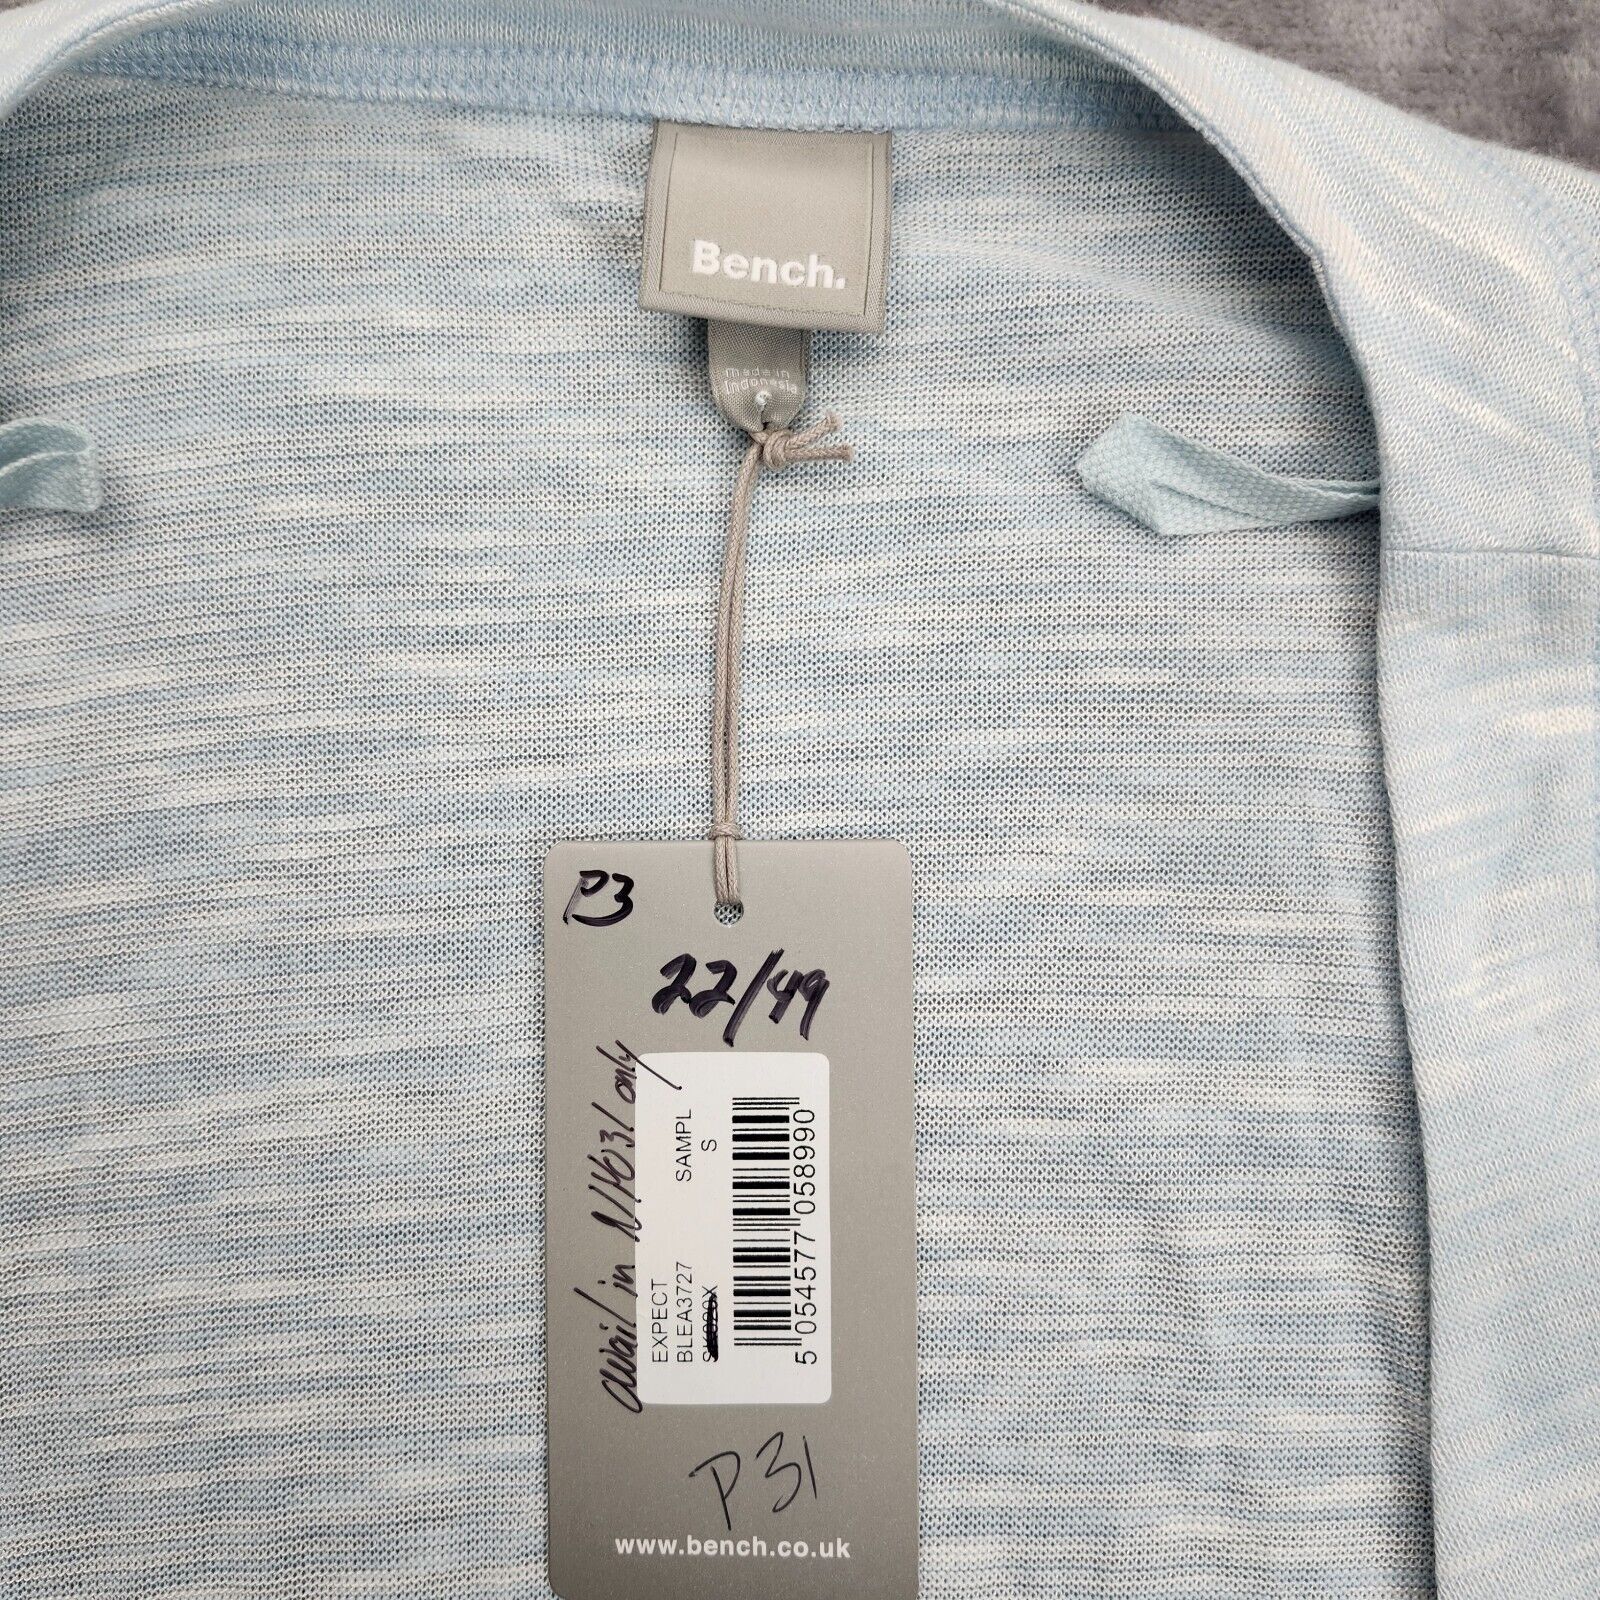 Bench.
made in
Indonesia
S
P3
22/49
avail in only
EXPECT SAMPL
BLEA3727 S
5 054577 058990
P31
www.bench.co.uk